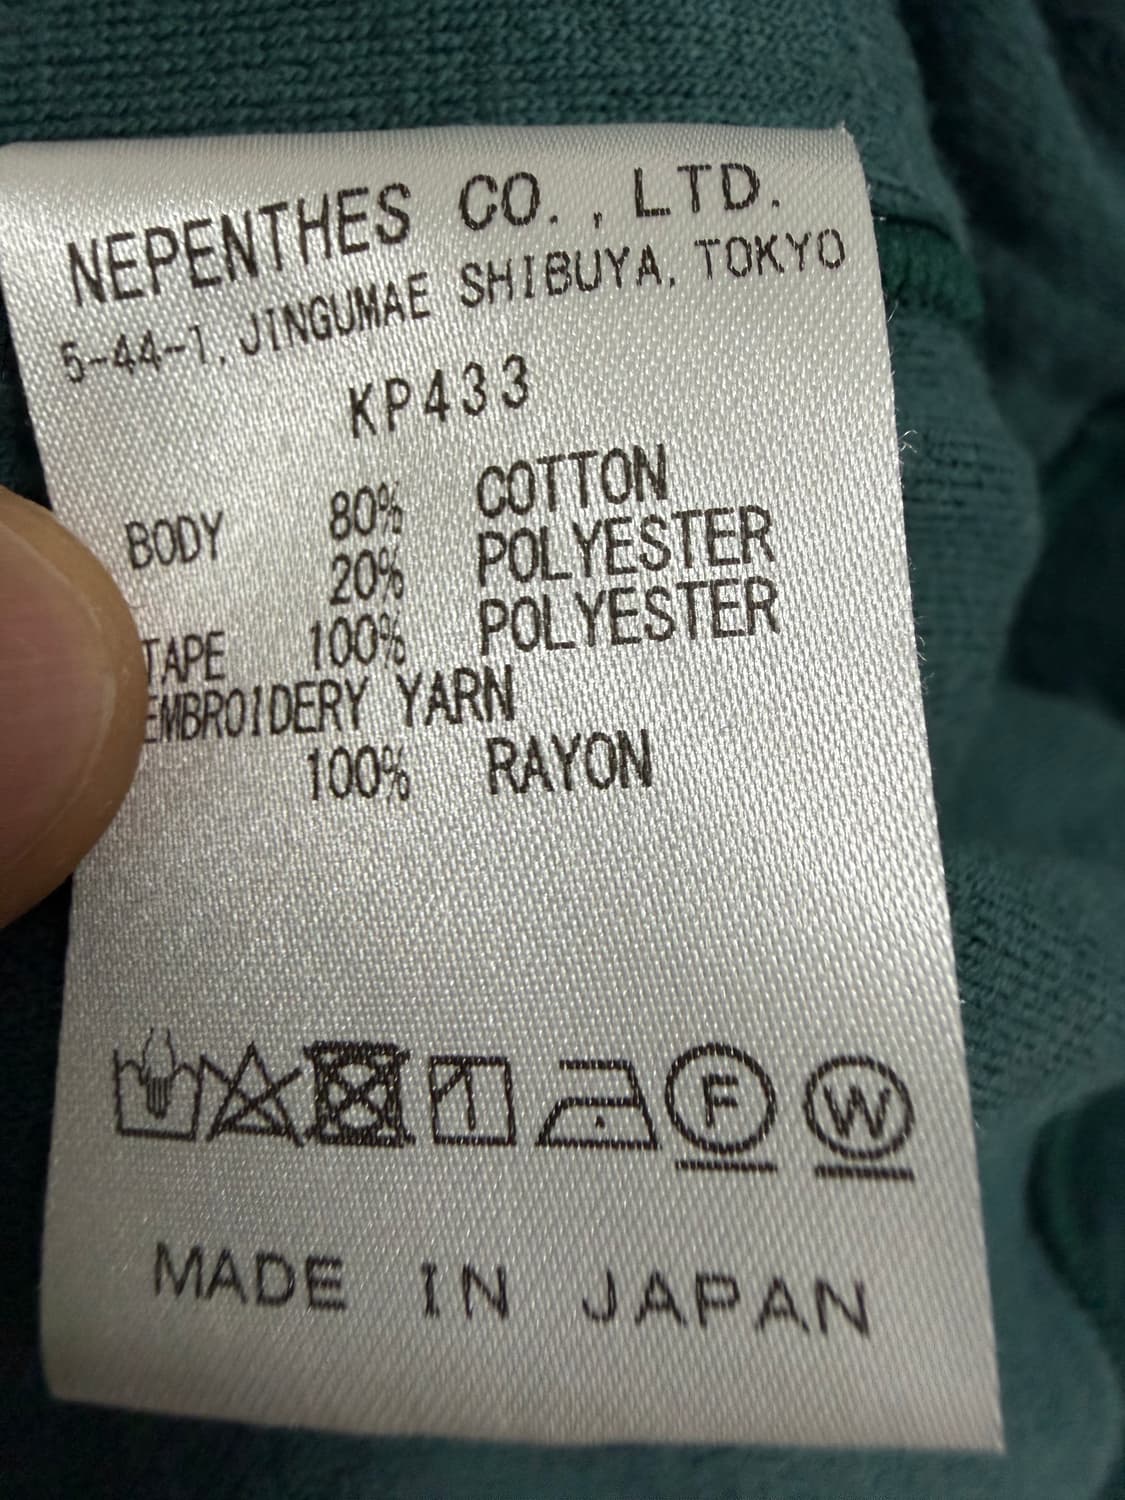 NEPENTHES CO.,LTD.
5-44-1, JINGUMAE SHIBUYA, TOKYO
KP433
BODY 80% COTTON
20% POLYESTER
TAPE 100% POLYESTER
EMBROIDERY YARN
100% RAYON
F W
MADE IN JAPAN